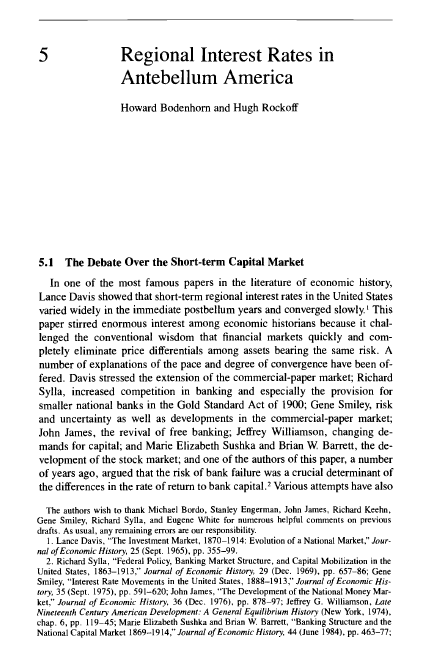 5 Regional Interest Rates in
Antebellum America
Howard Bodenhorn and Hugh Rockoff
5.1 The Debate Over the Short-term Capital Market
In one of the most famous papers in the literature of economic history,
Lance Davis showed that short-term regional interest rates in the United States
varied widely in the immediate postbellum years and converged slowly.¹ This
paper stirred enormous interest among economic historians because it chal-
lenged the conventional wisdom that financial markets quickly and com-
pletely eliminate price differentials among assets bearing the same risk. A
number of explanations of the pace and degree of convergence have been of-
fered. Davis stressed the extension of the commercial-paper market; Richard
Sylla, increased competition in banking and especially the provision for
smaller national banks in the Gold Standard Act of 1900; Gene Smiley, risk
and uncertainty as well as developments in the commercial-paper market;
John James, the revival of free banking; Jeffrey Williamson, changing de-
mands for capital; and Marie Elizabeth Sushka and Brian W. Barrett, the de-
velopment of the stock market; and one of the authors of this paper, a number
of years ago, argued that the risk of bank failure was a crucial determinant of
the differences in the rate of return to bank capital.² Various attempts have also
The authors wish to thank Michael Bordo, Stanley Engerman, John James, Richard Keehn,
Gene Smiley, Richard Sylla, and Eugene White for numerous helpful comments on previous
drafts. As usual, any remaining errors are our responsibility.
1. Lance Davis, “The Investment Market, 1870–1914: Evolution of a National Market,” Jour-
nal of Economic History, 25 (Sept. 1965), pp. 355–99.
2. Richard Sylla, “Federal Policy, Banking Market Structure, and Capital Mobilization in the
United States, 1863–1913,” Journal of Economic History, 29 (Dec. 1969), pp. 657–86; Gene
Smiley, “Interest Rate Movements in the United States, 1888–1913,” Journal of Economic His-
tory, 35 (Sept. 1975), pp. 591–620; John James, “The Development of the National Money Mar-
ket,” Journal of Economic History, 36 (Dec. 1976), pp. 878–97; Jeffrey G. Williamson, Late
Nineteenth Century American Development: A General Equilibrium History (New York, 1974),
chap. 6, pp. 119–45; Marie Elizabeth Sushka and Brian W. Barrett, “Banking Structure and the
National Capital Market 1869–1914,” Journal of Economic History, 44 (June 1984), pp. 463–77;